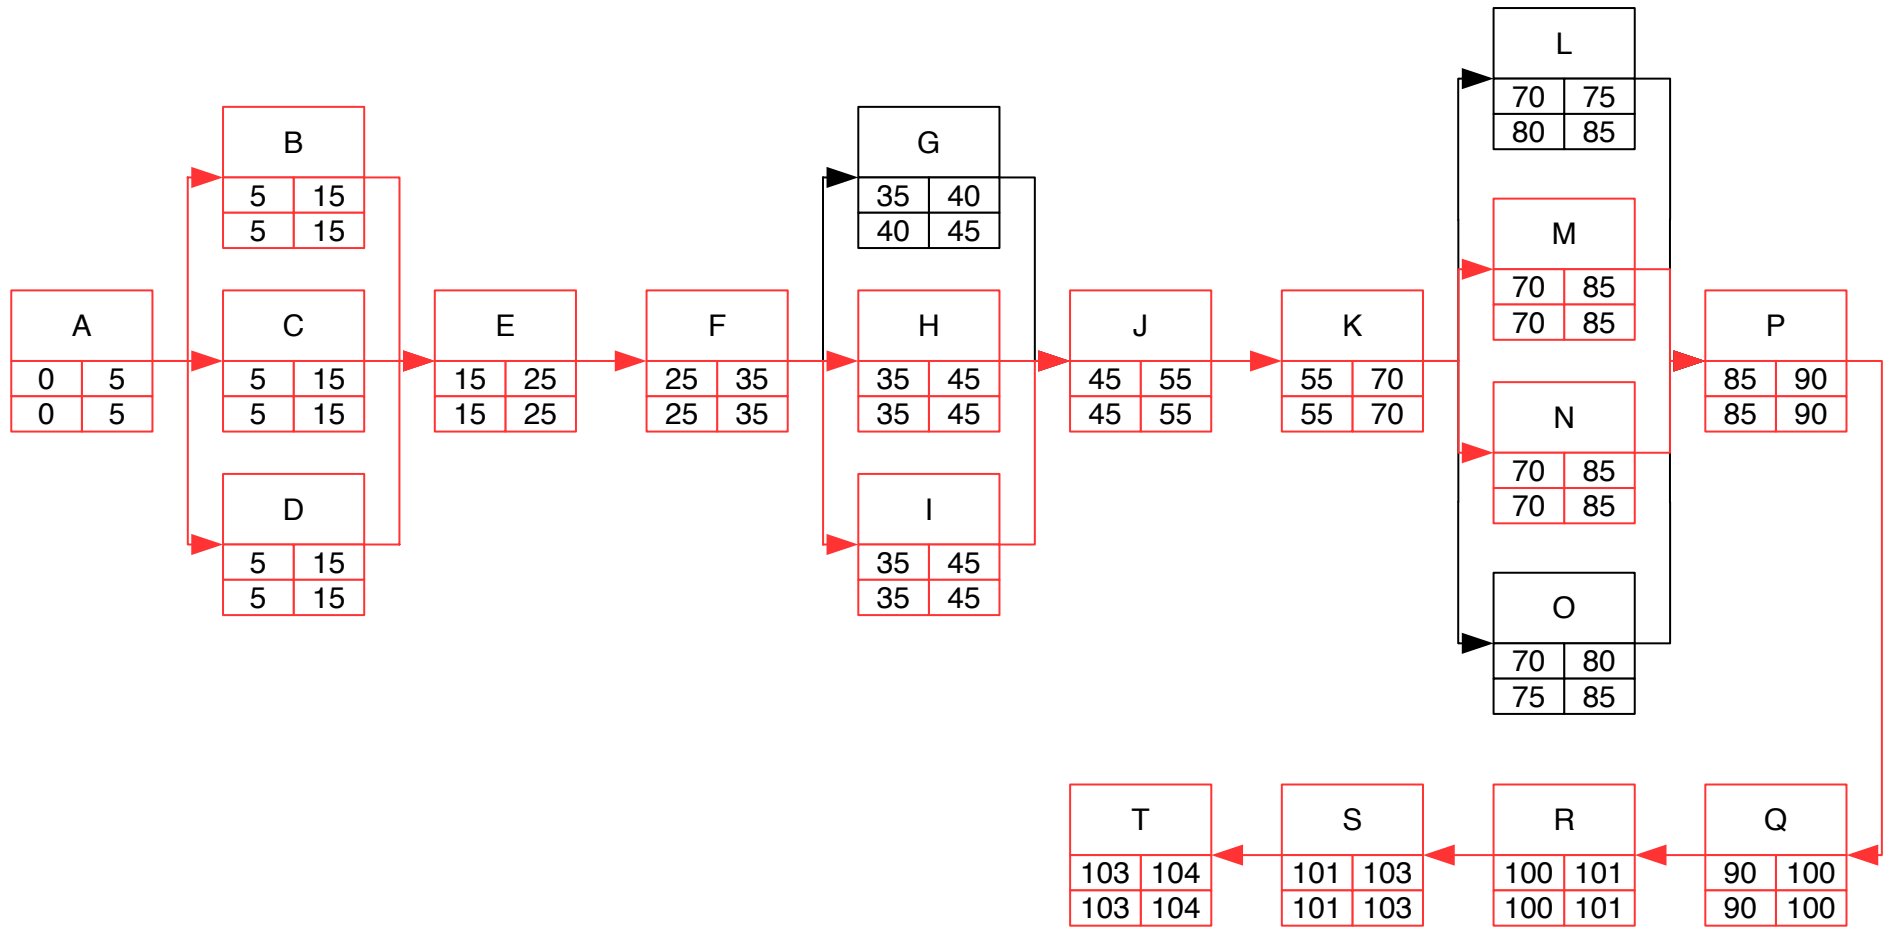 L
70 75
80 85
B
5 15
5 15
G
35 40
40 45
M
70 85
70 85
A
0 5
0 5
C
5 15
5 15
E
15 25
15 25
F
25 35
25 35
H
35 45
35 45
J
45 55
45 55
K
55 70
55 70
P
85 90
85 90
N
70 85
70 85
D
5 15
5 15
I
35 45
35 45
O
70 80
75 85
T
103 104
103 104
S
101 103
101 103
R
100 101
100 101
Q
90 100
90 100